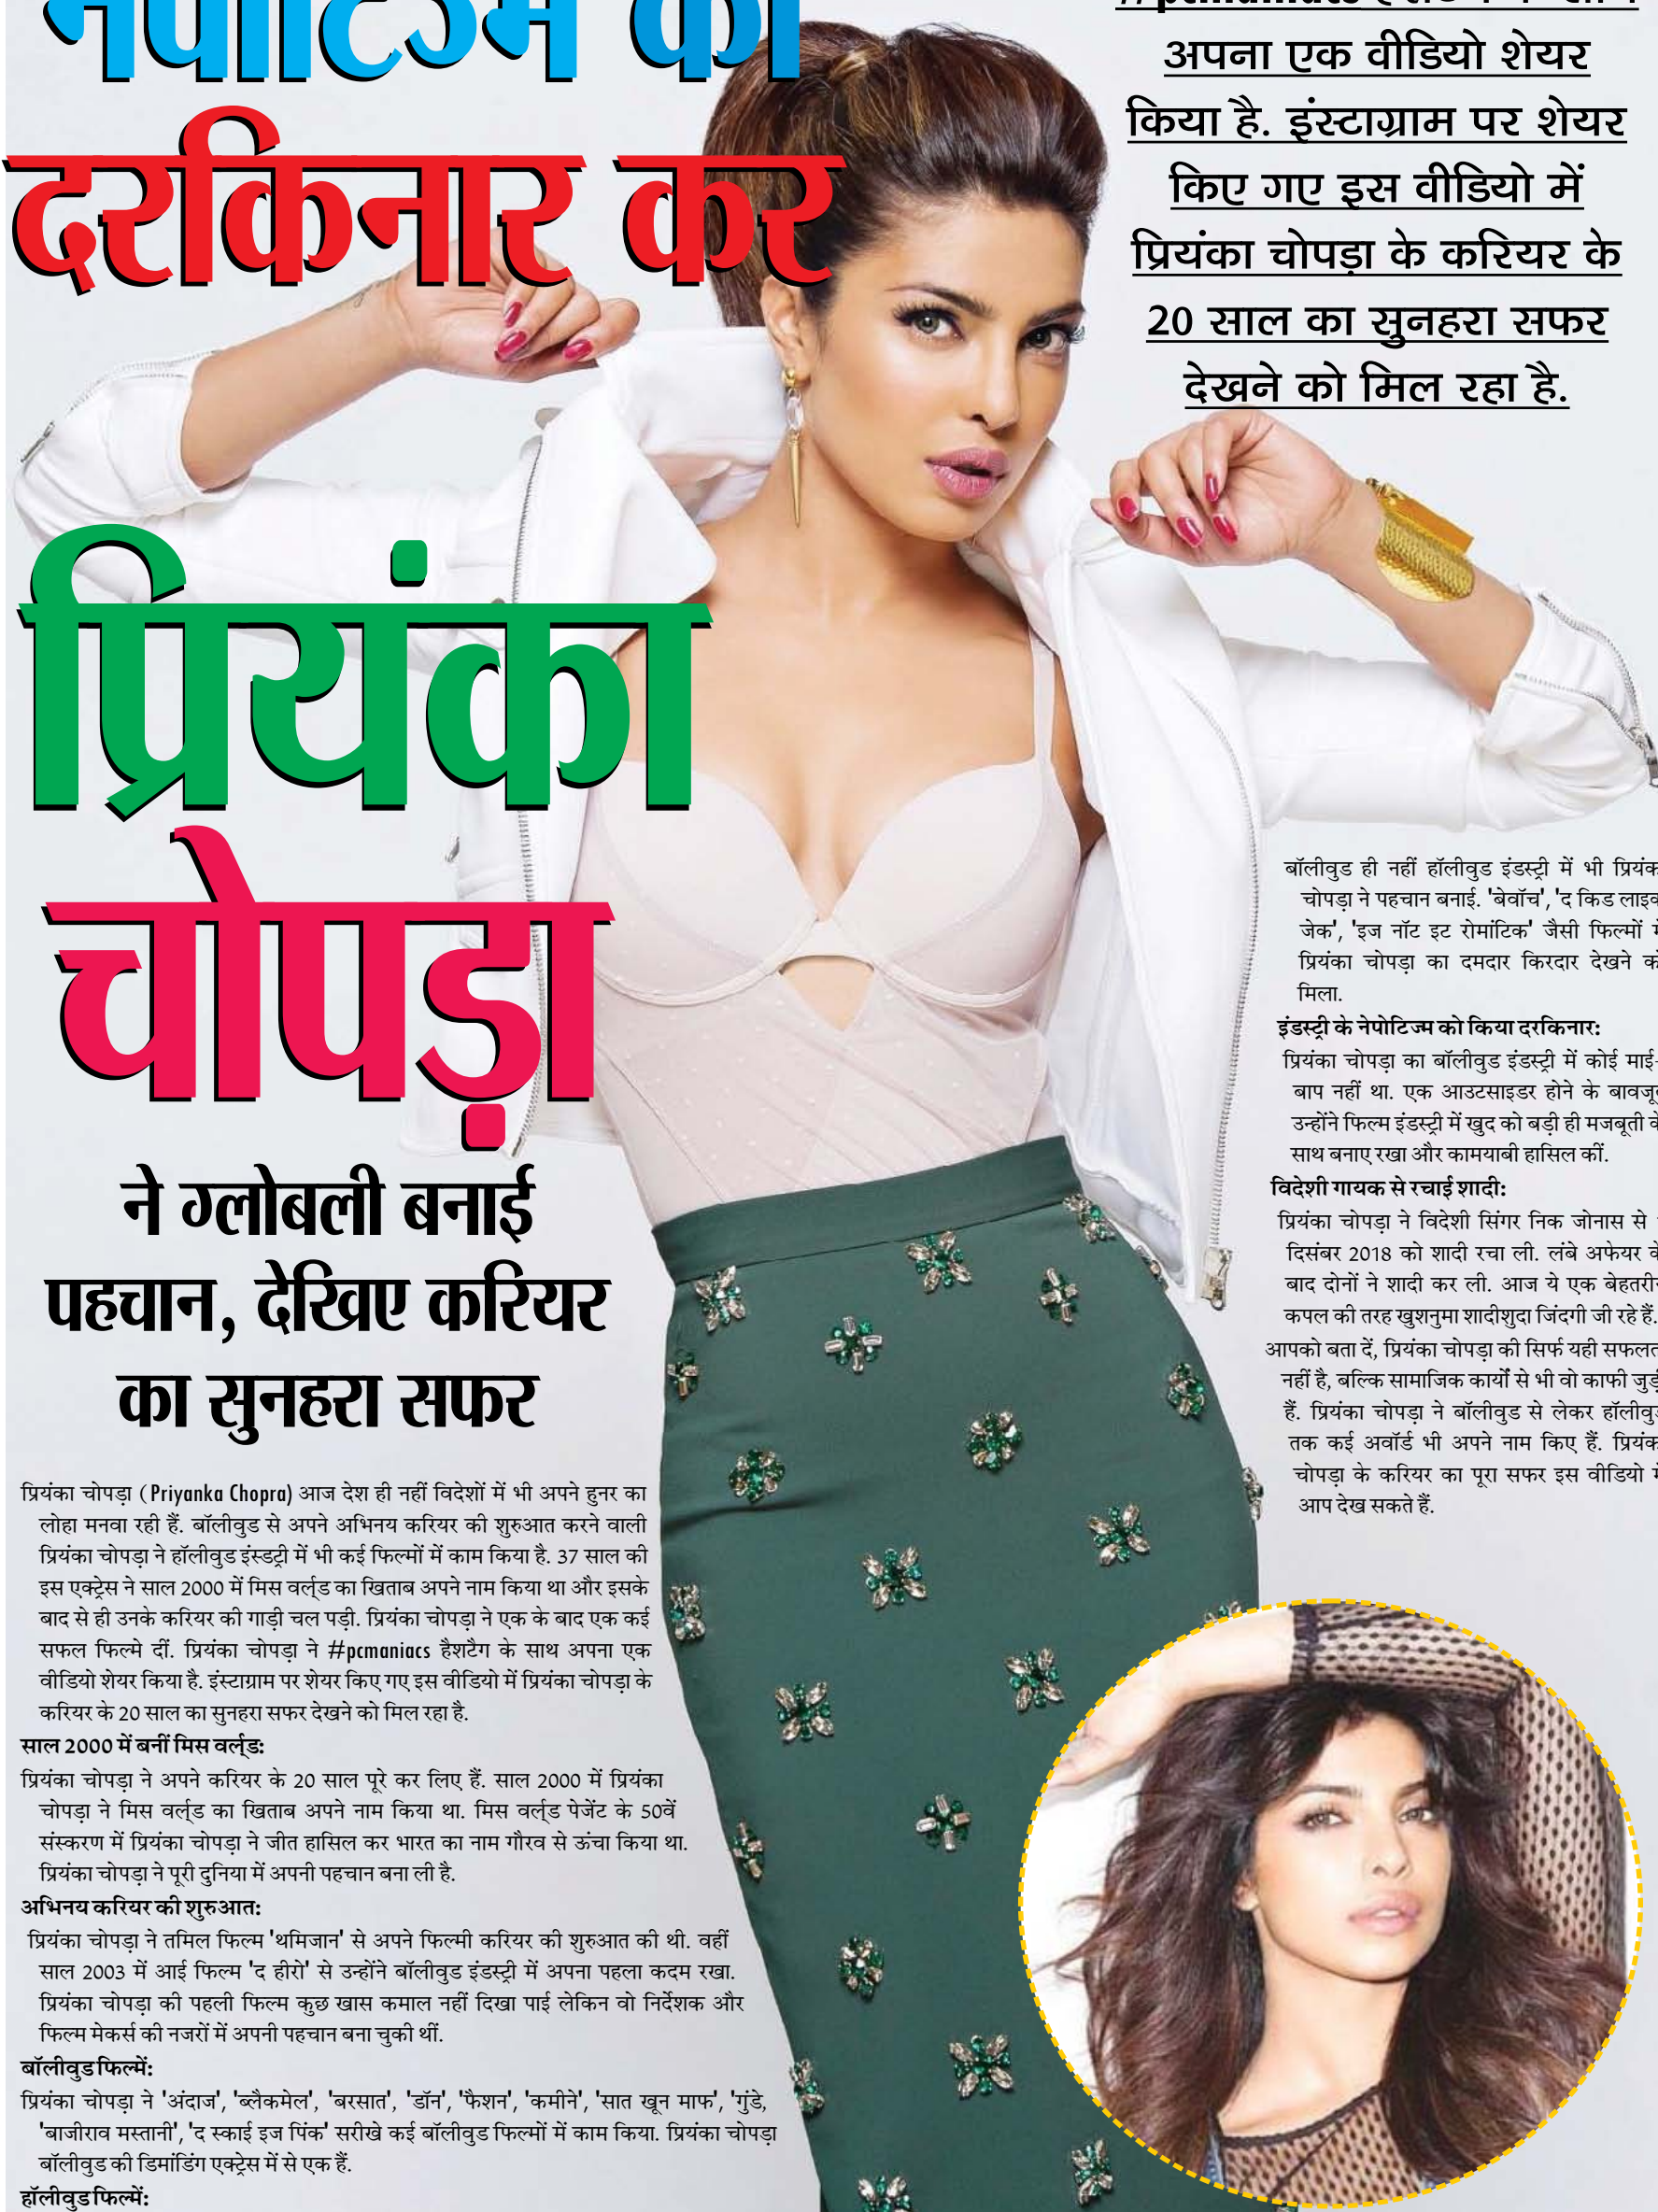 नेपोटिज्म को
दरकिनार कर
प्रियंका
चोपड़ा
ने ग्लोबली बनाई
पहचान, देखिए करियर
का सुनहरा सफर
अपना एक वीडियो शेयर
किया है. इंस्टाग्राम पर शेयर
किए गए इस वीडियो में
प्रियंका चोपड़ा के करियर के
20 साल का सुनहरा सफर
देखने को मिल रहा है.
प्रियंका चोपड़ा (Priyanka Chopra) आज देश ही नहीं विदेशों में भी अपने हुनर का
लोहा मनवा रही हैं. बॉलीवुड से अपने अभिनय करियर की शुरुआत करने वाली
प्रियंका चोपड़ा ने हॉलीवुड इंस्डट्री में भी कई फिल्मों में काम किया है. 37 साल की
इस एक्ट्रेस ने साल 2000 में मिस वर्ल्ड का खिताब अपने नाम किया था और इसके
बाद से ही उनके करियर की गाड़ी चल पड़ी. प्रियंका चोपड़ा ने एक के बाद एक कई
सफल फिल्मे दीं. प्रियंका चोपड़ा ने #pcmaniacs हैशटैग के साथ अपना एक
वीडियो शेयर किया है. इंस्टाग्राम पर शेयर किए गए इस वीडियो में प्रियंका चोपड़ा के
करियर के 20 साल का सुनहरा सफर देखने को मिल रहा है.
साल 2000 में बनीं मिस वर्ल्ड:
प्रियंका चोपड़ा ने अपने करियर के 20 साल पूरे कर लिए हैं. साल 2000 में प्रियंका
चोपड़ा ने मिस वर्ल्ड का खिताब अपने नाम किया था. मिस वर्ल्ड पेजेंट के 50वें
संस्करण में प्रियंका चोपड़ा ने जीत हासिल कर भारत का नाम गौरव से ऊंचा किया था.
प्रियंका चोपड़ा ने पूरी दुनिया में अपनी पहचान बना ली है.
अभिनय करियर की शुरुआत:
प्रियंका चोपड़ा ने तमिल फिल्म 'थमिजान' से अपने फिल्मी करियर की शुरुआत की थी. वहीं
साल 2003 में आई फिल्म 'द हीरो' से उन्होंने बॉलीवुड इंडस्ट्री में अपना पहला कदम रखा.
प्रियंका चोपड़ा की पहली फिल्म कुछ खास कमाल नहीं दिखा पाई लेकिन वो निर्देशक और
फिल्म मेकर्स की नजरों में अपनी पहचान बना चुकी थीं.
बॉलीवुड फिल्में:
प्रियंका चोपड़ा ने 'अंदाज', 'ब्लैकमेल', 'बरसात', 'डॉन', 'फैशन', 'कमीने', 'सात खून माफ', 'गुंडे,
'बाजीराव मस्तानी', 'द स्काई इज पिंक' सरीखे कई बॉलीवुड फिल्मों में काम किया. प्रियंका चोपड़ा
बॉलीवुड की डिमांडिंग एक्ट्रेस में से एक हैं.
हॉलीवुड फिल्में:
बॉलीवुड ही नहीं हॉलीवुड इंडस्ट्री में भी प्रियंका
चोपड़ा ने पहचान बनाई. 'बेवॉच', 'द किड लाइक
जेक', 'इज नॉट इट रोमांटिक' जैसी फिल्मों में
प्रियंका चोपड़ा का दमदार किरदार देखने को
मिला.
इंडस्ट्री के नेपोटिज्म को किया दरकिनार:
प्रियंका चोपड़ा का बॉलीवुड इंडस्ट्री में कोई माई-
बाप नहीं था. एक आउटसाइडर होने के बावजूद
उन्होंने फिल्म इंडस्ट्री में खुद को बड़ी ही मजबूती के
साथ बनाए रखा और कामयाबी हासिल कीं.
विदेशी गायक से रचाई शादी:
प्रियंका चोपड़ा ने विदेशी सिंगर निक जोनास से
दिसंबर 2018 को शादी रचा ली. लंबे अफेयर के
बाद दोनों ने शादी कर ली. आज ये एक बेहतरीन
कपल की तरह खुशनुमा शादीशुदा जिंदगी जी रहे हैं.
आपको बता दें, प्रियंका चोपड़ा की सिर्फ यही सफलता
नहीं है, बल्कि सामाजिक कार्यों से भी वो काफी जुड़ी
हैं. प्रियंका चोपड़ा ने बॉलीवुड से लेकर हॉलीवुड
तक कई अवॉर्ड भी अपने नाम किए हैं. प्रियंका
चोपड़ा के करियर का पूरा सफर इस वीडियो में
आप देख सकते हैं.